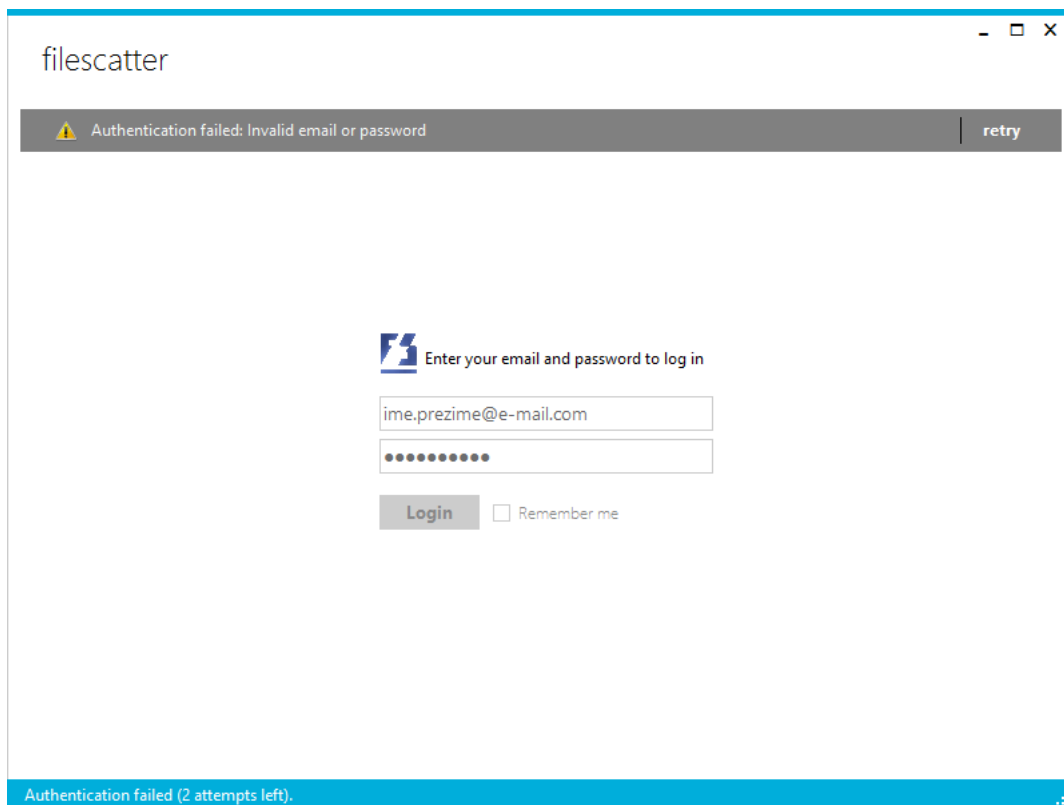 filescatter
Authentication failed: Invalid email or password
retry
Enter your email and password to log in
ime.prezime@e-mail.com
●●●●●●●●●●
Login
Remember me
Authentication failed (2 attempts left).